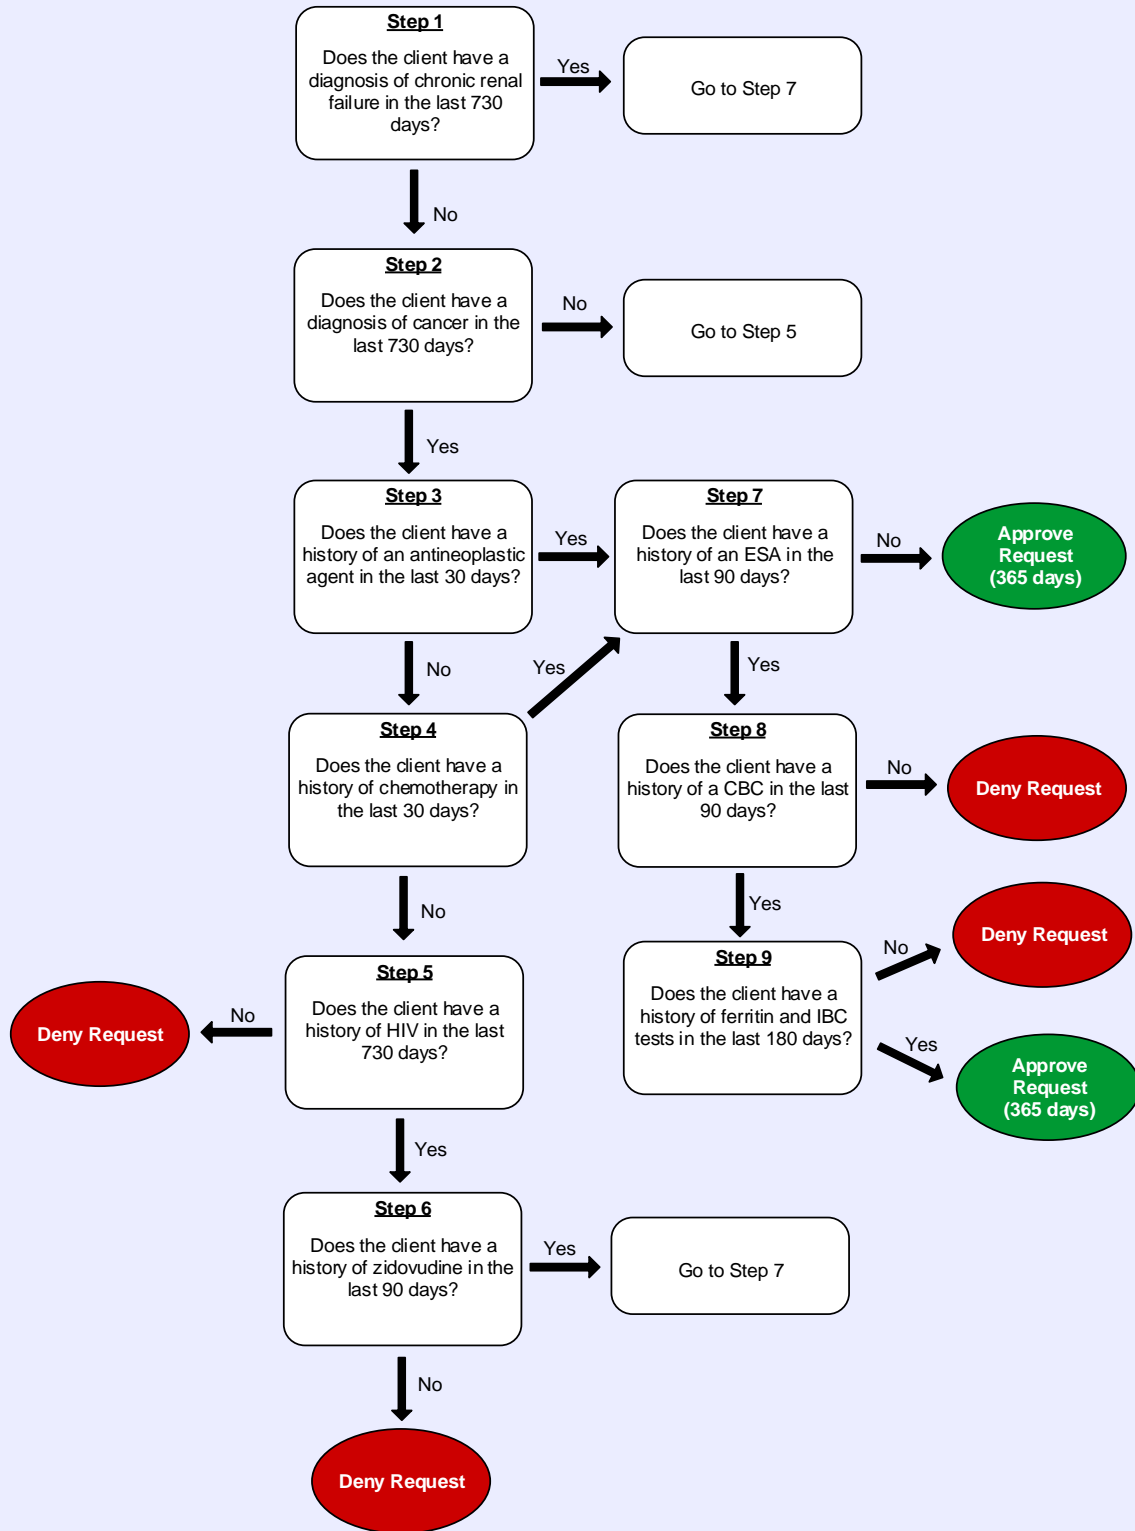 Step 1
Does the client have a
diagnosis of chronic renal
failure in the last 730
days?
Yes
Go to Step 7
No
Step 2
Does the client have a
diagnosis of cancer in the
last 730 days?
No
Go to Step 5
Yes
Step 3
Does the client have a
history of an antineoplastic
agent in the last 30 days?
Yes
Step 7
Does the client have a
history of an ESA in the
last 90 days?
No
Approve
Request
(365 days)
No
Yes
Yes
Step 4
Does the client have a
history of chemotherapy in
the last 30 days?
Step 8
Does the client have a
history of a CBC in the last
90 days?
No
Deny Request
No
Yes
Step 5
Does the client have a
history of HIV in the last
730 days?
No
Deny Request
Step 9
Does the client have a
history of ferritin and IBC
tests in the last 180 days?
No
Deny Request
Yes
Approve
Request
(365 days)
Yes
Step 6
Does the client have a
history of zidovudine in the
last 90 days?
Yes
Go to Step 7
No
Deny Request